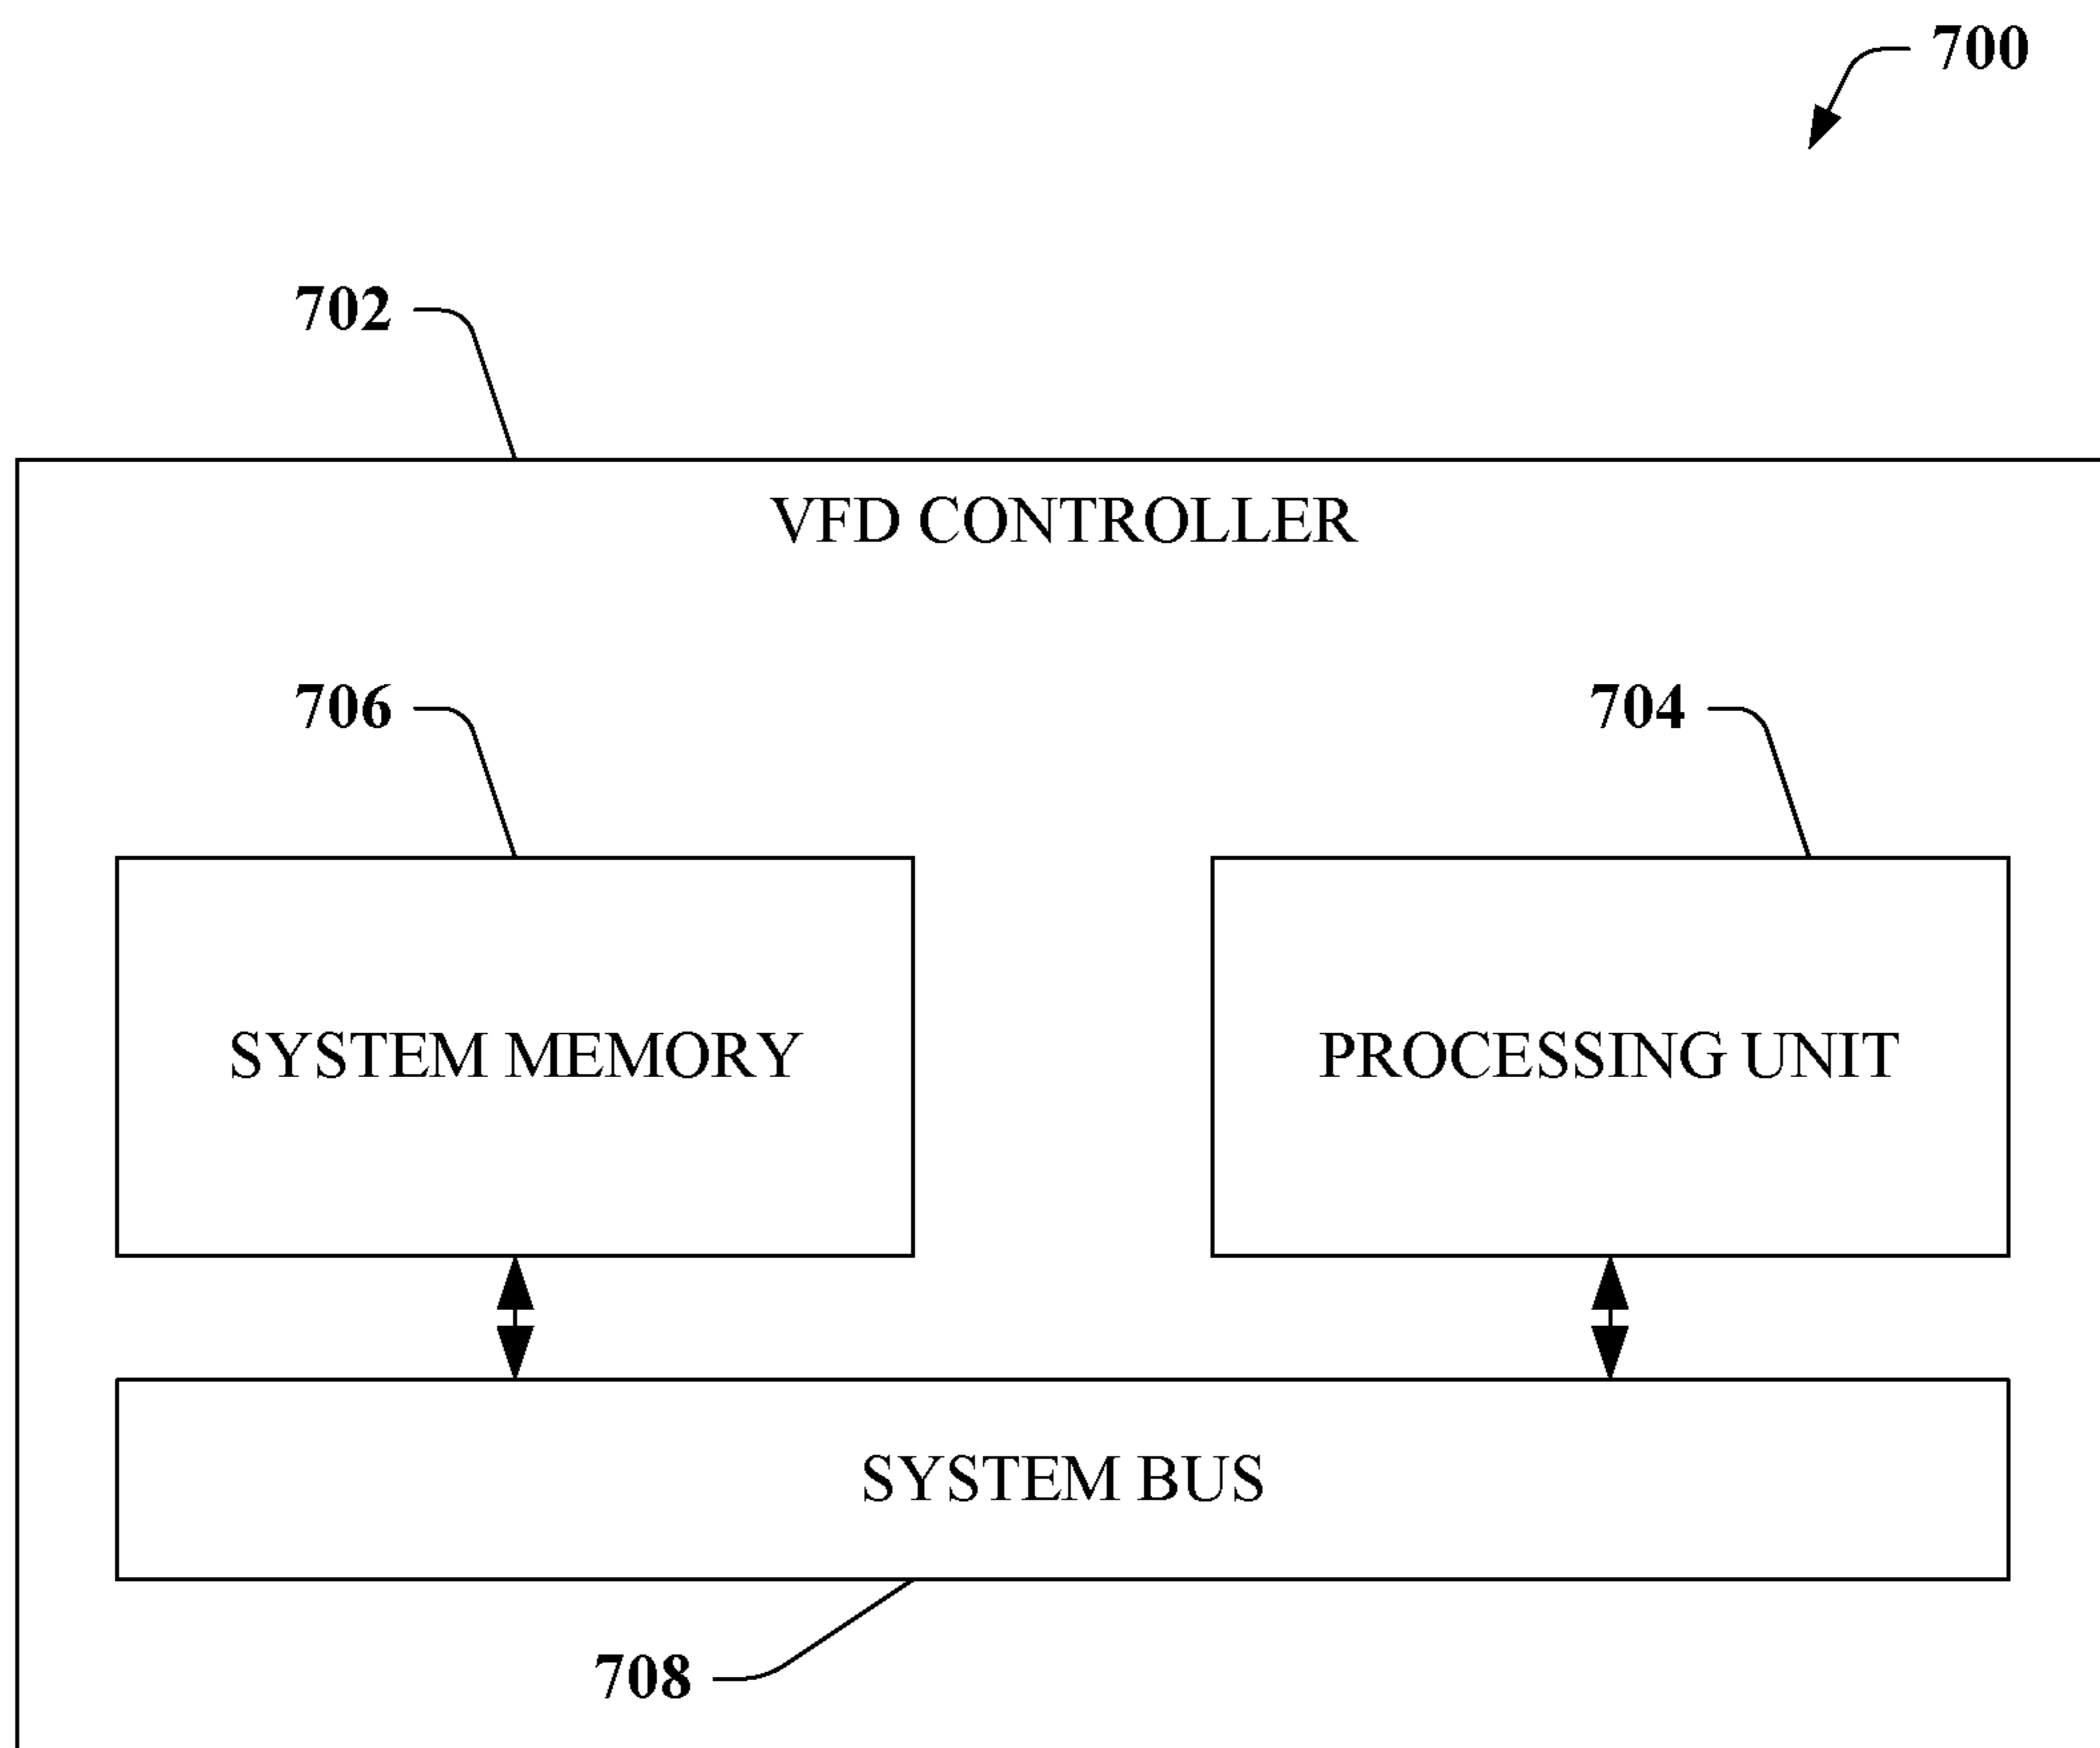 700
702
VFD CONTROLLER
706
704
SYSTEM MEMORY
PROCESSING UNIT
SYSTEM BUS
708